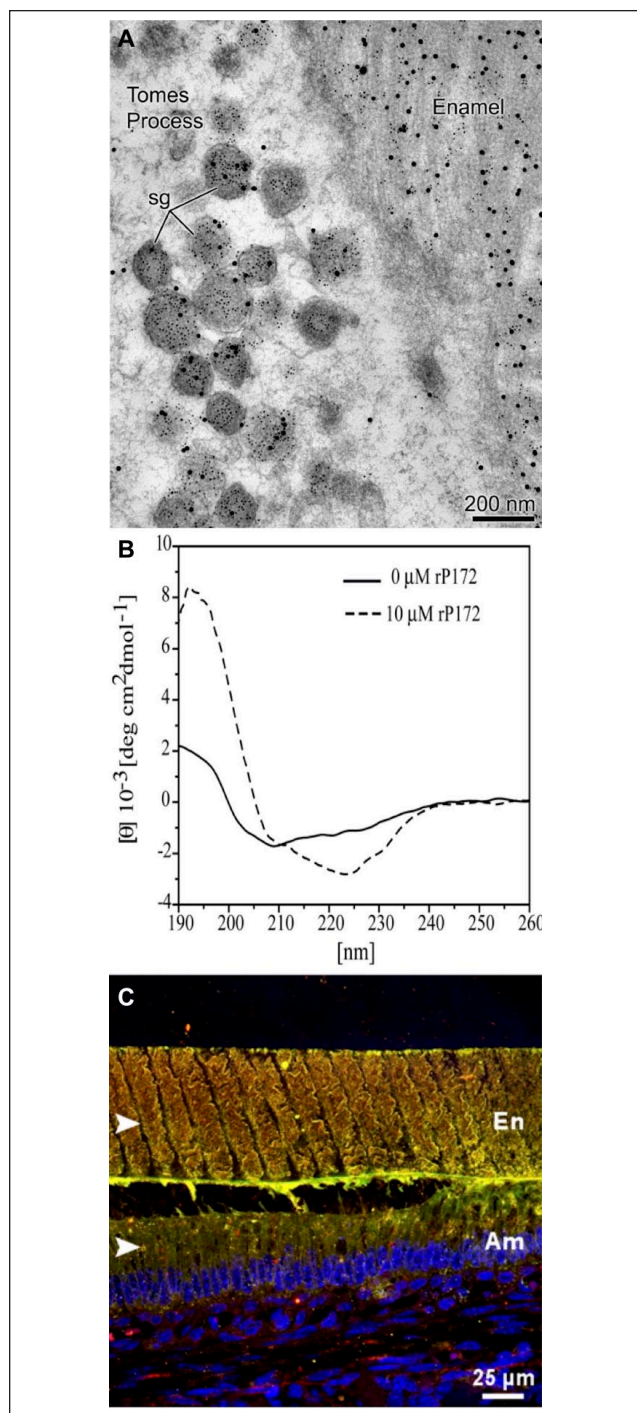 A
Tomes
Process
Enamel
sg
200 nm
B
10
8
6
4
2
0
-2
-4
[θ] 10⁻³ [deg cm²dmol⁻¹]
0 µM rP172
10 µM rP172
190 200 210 220 230 240 250 260
[nm]
C
En
Am
25 µm